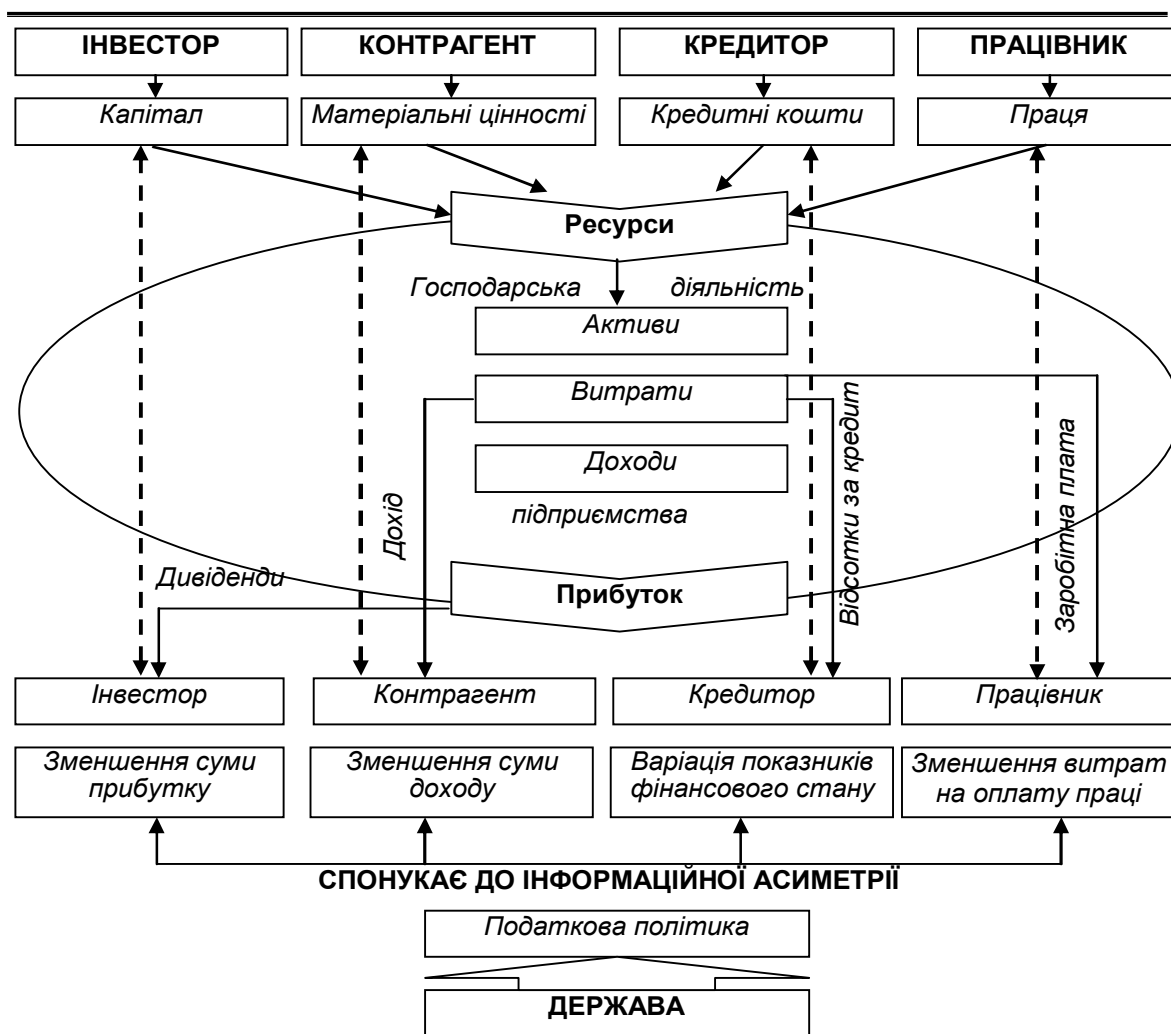 ІНВЕСТОР
КОНТРАГЕНТ
КРЕДИТОР
ПРАЦІВНИК
Капітал
Матеріальні цінності
Кредитні кошти
Праця
Ресурси
Господарська діяльність
Активи
Витрати
Доходи
підприємства
Дохід
Відсотки за кредит
Заробітна плата
Дивіденди
Прибуток
Інвестор
Контрагент
Кредитор
Працівник
Зменшення суми
прибутку
Зменшення суми
доходу
Варіація показників
фінансового стану
Зменшення витрат
на оплату праці
СПОНУКАЄ ДО ІНФОРМАЦІЙНОЇ АСИМЕТРІЇ
Податкова політика
ДЕРЖАВА